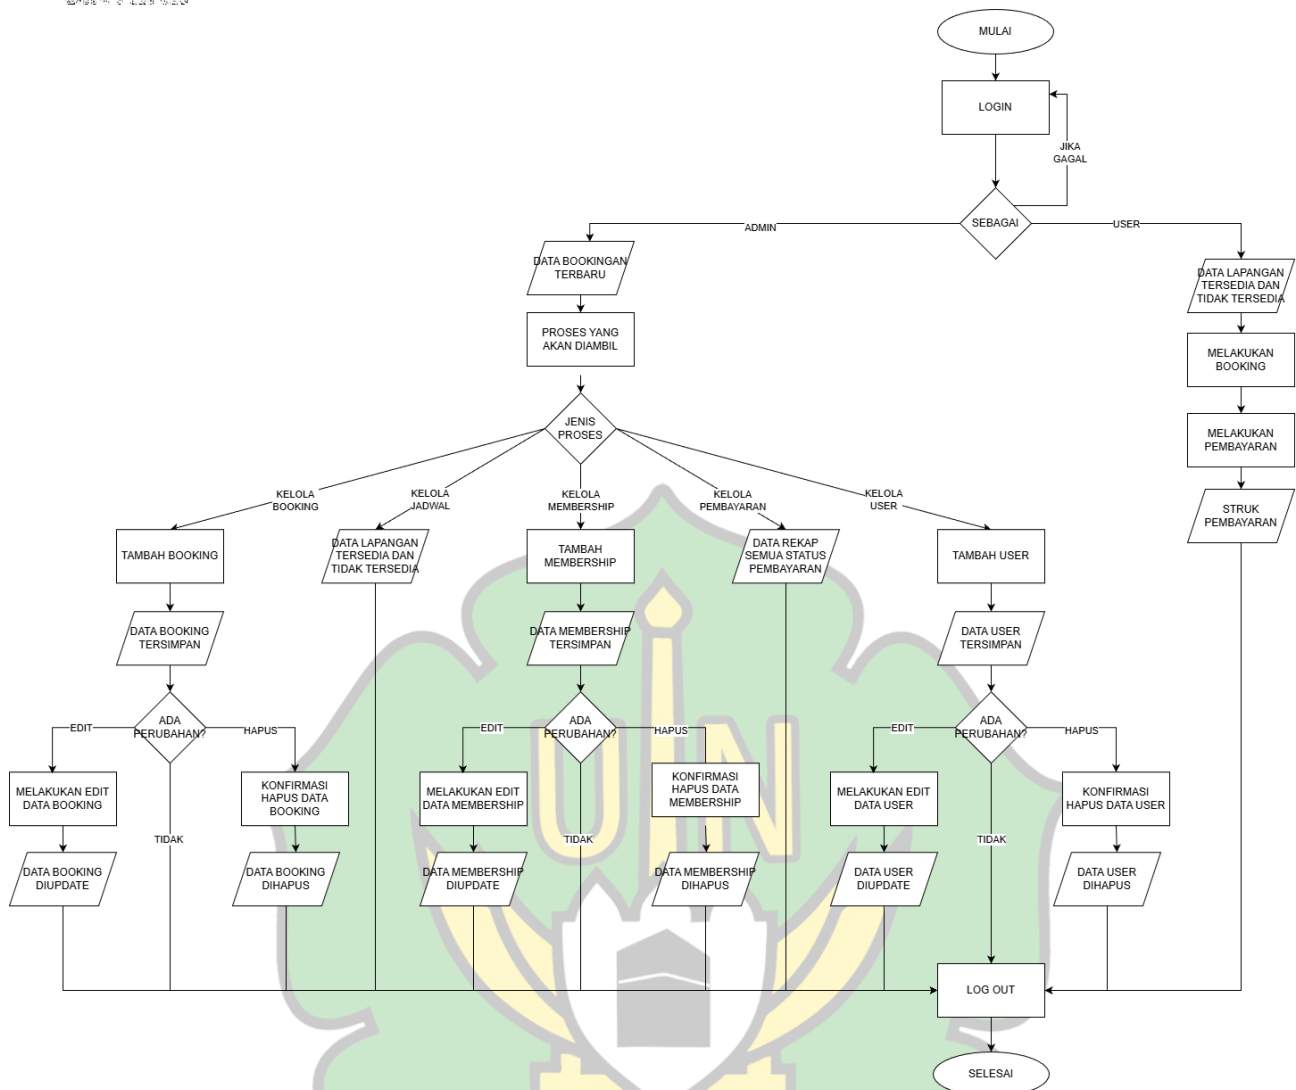 MULAI
LOGIN
JIKA
GAGAL
SEBAGAI
ADMIN
USER
DATA BOOKINGAN
TERBARU
DATA LAPANGAN
TERSEDIA DAN
TIDAK TERSEDIA
PROSES YANG
AKAN DIAMBIL
MELAKUKAN
BOOKING
JENIS
PROSES
MELAKUKAN
PEMBAYARAN
KELOLA
BOOKING
KELOLA
JADWAL
KELOLA
MEMBERSHIP
KELOLA
PEMBAYARAN
KELOLA
USER
STRUK
PEMBAYARAN
TAMBAH BOOKING
DATA LAPANGAN
TERSEDIA DAN
TIDAK TERSEDIA
TAMBAH
MEMBERSHIP
DATA REKAP
SEMUA STATUS
PEMBAYARAN
TAMBAH USER
DATA BOOKING
TERSIMPAN
DATA MEMBERSHIP
TERSIMPAN
DATA USER
TERSIMPAN
EDIT
ADA
PERUBAHAN?
HAPUS
EDIT
ADA
PERUBAHAN?
HAPUS
EDIT
ADA
PERUBAHAN?
HAPUS
MELAKUKAN EDIT
DATA BOOKING
KONFIRMASI
HAPUS DATA
BOOKING
MELAKUKAN EDIT
DATA MEMBERSHIP
KONFIRMASI
HAPUS DATA
MEMBERSHIP
MELAKUKAN EDIT
DATA USER
KONFIRMASI
HAPUS DATA USER
TIDAK
TIDAK
TIDAK
DATA BOOKING
DIUPDATE
DATA BOOKING
DIHAPUS
DATA MEMBERSHIP
DIUPDATE
DATA MEMBERSHIP
DIHAPUS
DATA USER
DIUPDATE
DATA USER
DIHAPUS
UIN
LOG OUT
SELESAI